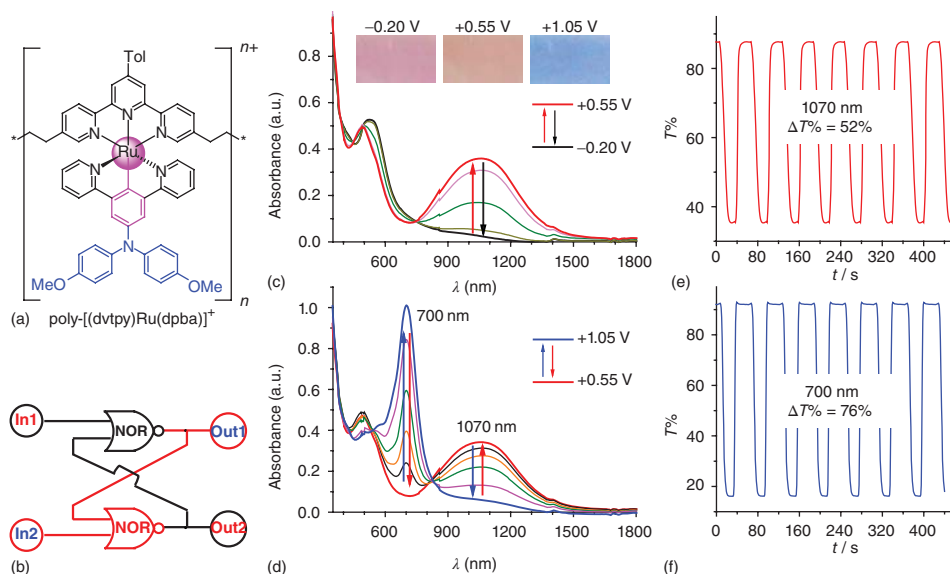 n+
Tol
N
N
N
*
*
Ru
N
N
N
MeO
OMe
n
(a)
poly-[(dvtpy)Ru(dpba)]+
In1
NOR
Out1
In2
NOR
Out2
(b)
−0.20 V
+0.55 V
+1.05 V
1.0
0.8
0.6
0.4
0.2
0.0
Absorbance (a.u.)
+0.55 V
−0.20 V
600
900
1200
1500
1800
(c)
λ (nm)
1.0
0.8
0.6
0.4
0.2
0.0
Absorbance (a.u.)
700 nm
1070 nm
+1.05 V
+0.55 V
600
900
1200
1500
1800
(d)
λ (nm)
80
60
40
T%
1070 nm
ΔT% = 52%
0
80
160
240
320
400
(e)
t / s
80
60
40
20
T%
700 nm
ΔT% = 76%
0
80
160
240
320
400
t / s
(f)